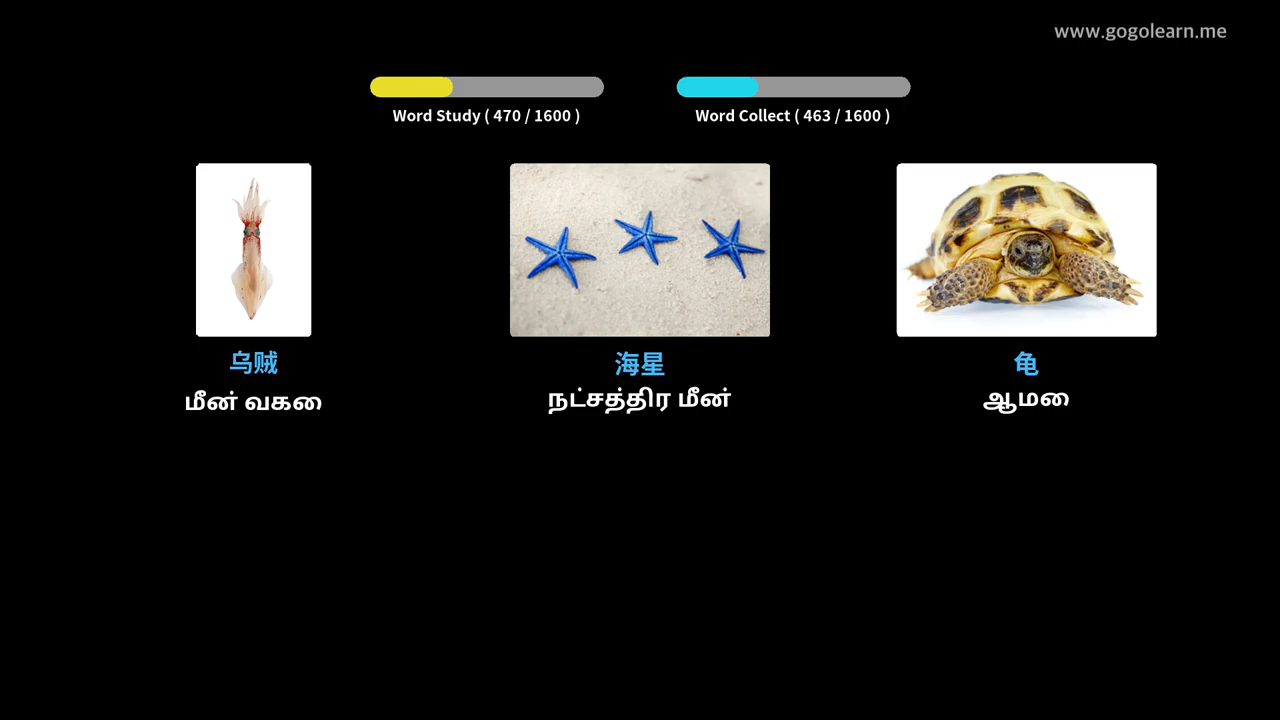 www.gogolearn.me
Word Study ( 470 / 1600 )
Word Collect ( 463 / 1600 )
乌贼
海星
龟
மீன் வகை
நட்சத்திர மீன்
ஆமை